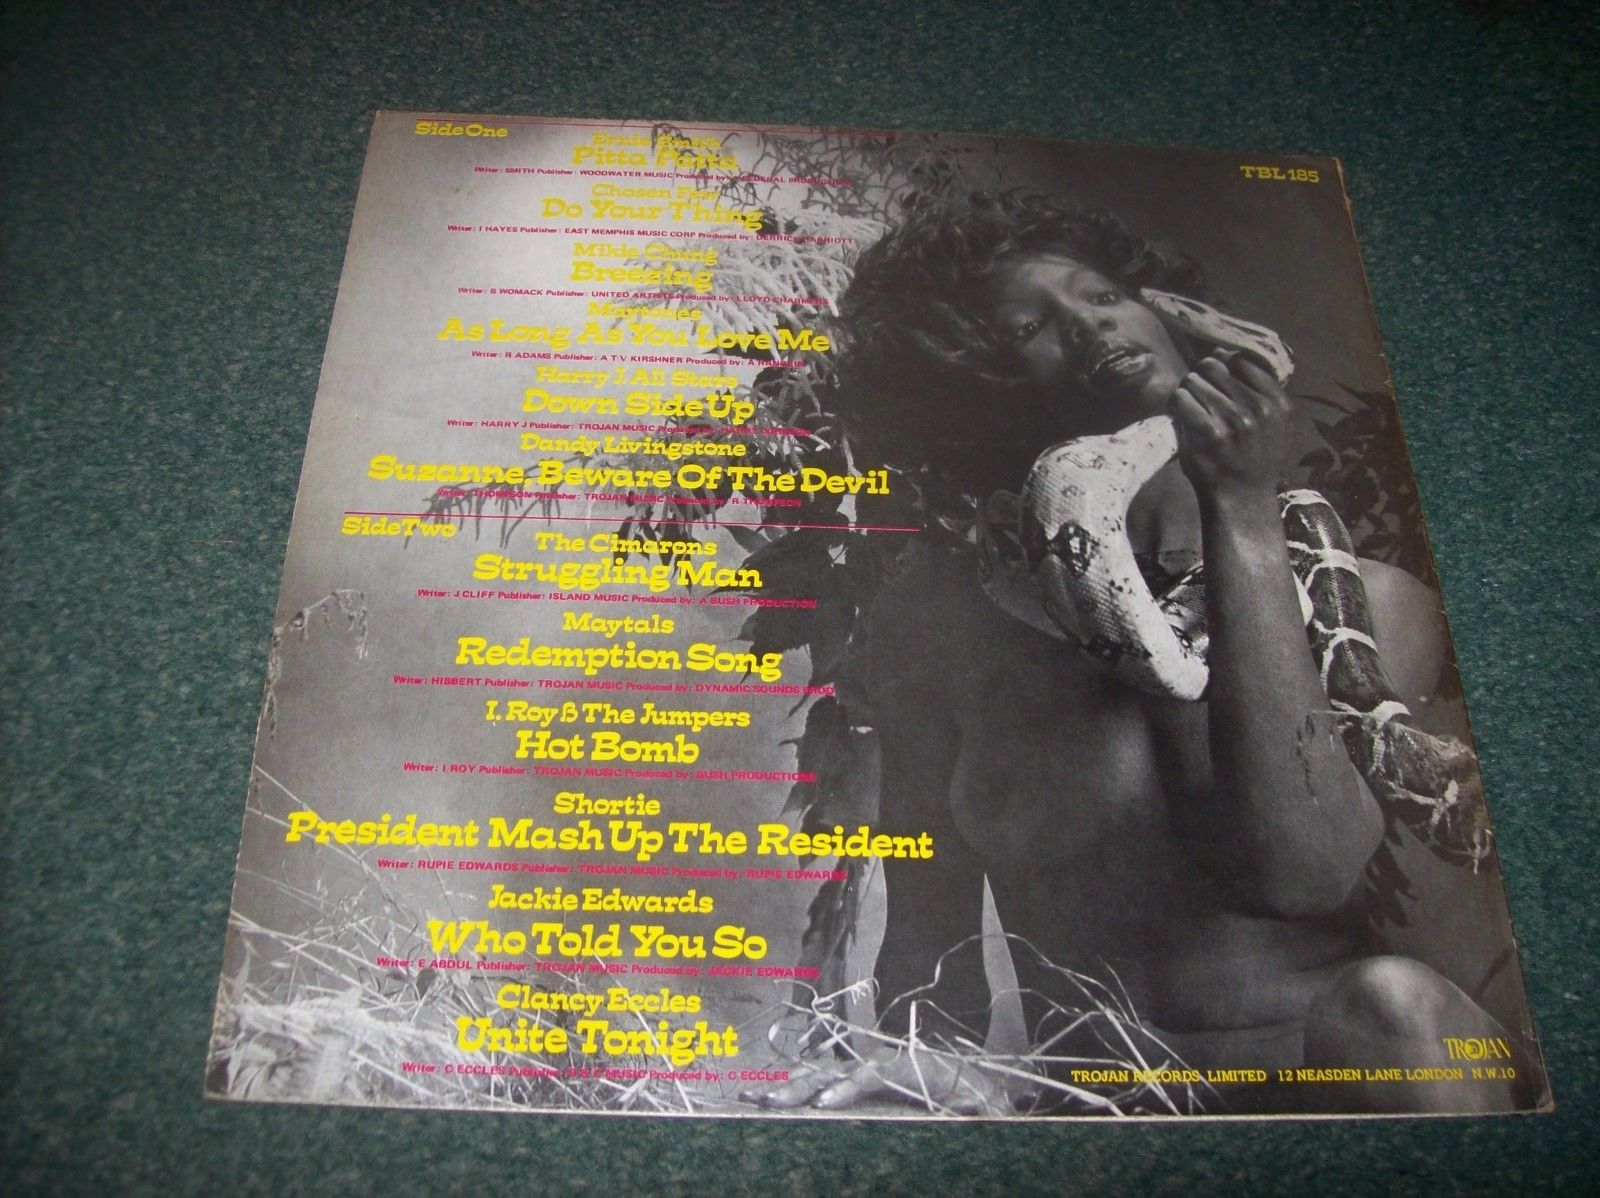 Side One
TBL 185
Ernie Smith
Pitta Patta
Writer: SMITH Publisher: WOODWATER MUSIC Produced by: FEDERAL PRODUCTION
Chosen Few
Do Your Thing
Writer: I HAYES Publisher: EAST MEMPHIS MUSIC CORP Produced by: DERRICK HARRIOTT
Mikie Chung
Breezing
Writer: B WOMACK Publisher: UNITED ARTISTS Produced by: LLOYD CHARMERS
Maytones
As Long As You Love Me
Writer: R ADAMS Publisher: A T V KIRSHNER Produced by: A RANGLIN
Harry J. All Stars
Down Side Up
Writer: HARRY J Publisher: TROJAN MUSIC Produced by: HARRY JOHNSON
Dandy Livingstone
Suzanne, Beware Of The Devil
Writer: THOMPSON Publisher: TROJAN MUSIC Produced by: R THOMPSON
Side Two
The Cimarons
Struggling Man
Writer: J CLIFF Publisher: ISLAND MUSIC Produced by: A BUSH PRODUCTION
Maytals
Redemption Song
Writer: HIBBERT Publisher: TROJAN MUSIC Produced by: DYNAMIC SOUNDS PROD
I. Roy & The Jumpers
Hot Bomb
Writer: I ROY Publisher: TROJAN MUSIC Produced by: BUSH PRODUCTIONS
Shortie
President Mash Up The Resident
Writer: RUPIE EDWARDS Publisher: TROJAN MUSIC Produced by: RUPIE EDWARDS
Jackie Edwards
Who Told You So
Writer: E ABDUL Publisher: TROJAN MUSIC Produced by: JACKIE EDWARDS
Clancy Eccles
Unite Tonight
Writer: C ECCLES Publisher: MUSIC Produced by: C ECCLES
TROJAN
TROJAN RECORDS LIMITED 12 NEASDEN LANE LONDON N.W.10